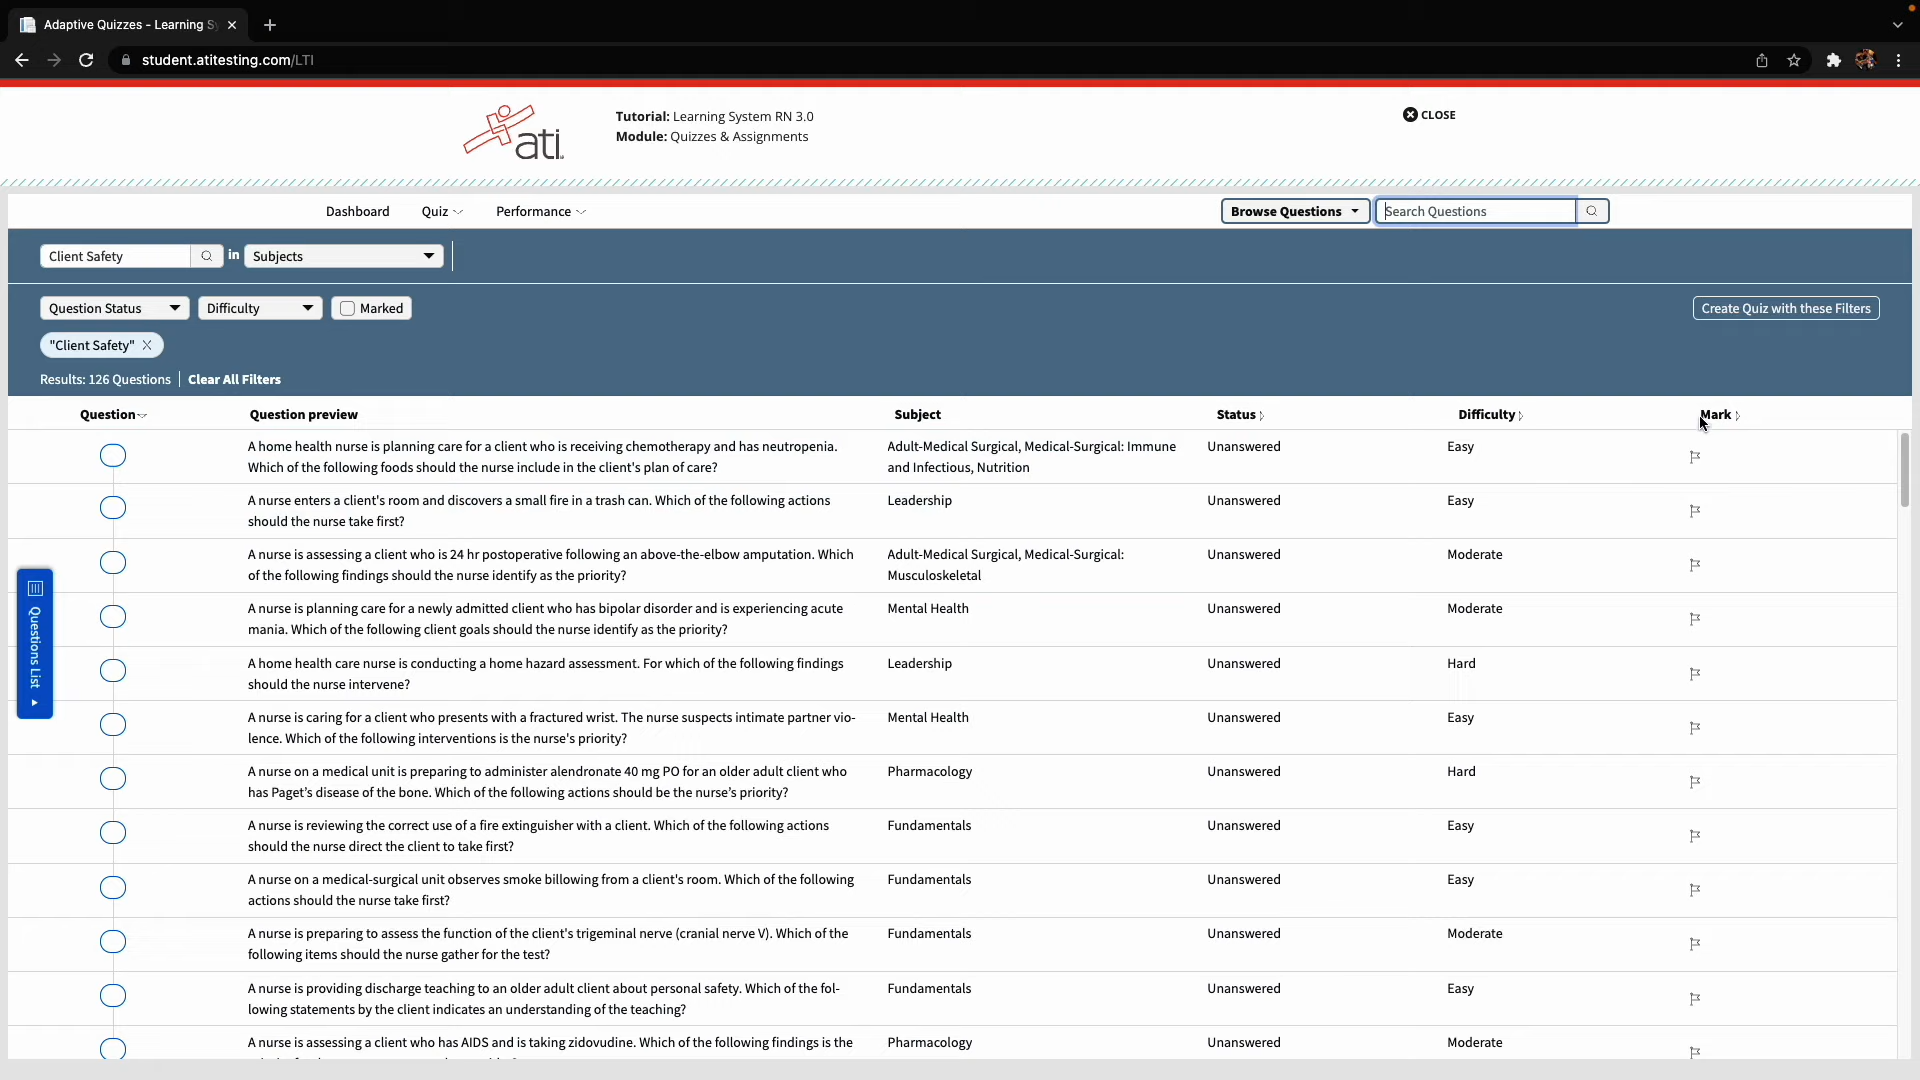 Adaptive Quizzes - Learning S
student.atitesting.com/LTI
ati
Tutorial: Learning System RN 3.0
Module: Quizzes & Assignments
CLOSE
Dashboard
Quiz
Performance
Browse Questions
Search Questions
Client Safety
in
Subjects
Question Status
Difficulty
Marked
Create Quiz with these Filters
"Client Safety"
Results: 126 Questions
Clear All Filters
Question
Question preview
Subject
Status
Difficulty
Mark
A home health nurse is planning care for a client who is receiving chemotherapy and has neutropenia.
Which of the following foods should the nurse include in the client's plan of care?
Adult-Medical Surgical, Medical-Surgical: Immune
and Infectious, Nutrition
Unanswered
Easy
A nurse enters a client's room and discovers a small fire in a trash can. Which of the following actions
should the nurse take first?
Leadership
Unanswered
Easy
A nurse is assessing a client who is 24 hr postoperative following an above-the-elbow amputation. Which
of the following findings should the nurse identify as the priority?
Adult-Medical Surgical, Medical-Surgical:
Musculoskeletal
Unanswered
Moderate
A nurse is planning care for a newly admitted client who has bipolar disorder and is experiencing acute
mania. Which of the following client goals should the nurse identify as the priority?
Mental Health
Unanswered
Moderate
A home health care nurse is conducting a home hazard assessment. For which of the following findings
should the nurse intervene?
Leadership
Unanswered
Hard
A nurse is caring for a client who presents with a fractured wrist. The nurse suspects intimate partner vio-
lence. Which of the following interventions is the nurse's priority?
Mental Health
Unanswered
Easy
A nurse on a medical unit is preparing to administer alendronate 40 mg PO for an older adult client who
has Paget’s disease of the bone. Which of the following actions should be the nurse’s priority?
Pharmacology
Unanswered
Hard
A nurse is reviewing the correct use of a fire extinguisher with a client. Which of the following actions
should the nurse direct the client to take first?
Fundamentals
Unanswered
Easy
A nurse on a medical-surgical unit observes smoke billowing from a client's room. Which of the following
actions should the nurse take first?
Fundamentals
Unanswered
Easy
A nurse is preparing to assess the function of the client's trigeminal nerve (cranial nerve V). Which of the
following items should the nurse gather for the test?
Fundamentals
Unanswered
Moderate
A nurse is providing discharge teaching to an older adult client about personal safety. Which of the fol-
lowing statements by the client indicates an understanding of the teaching?
Fundamentals
Unanswered
Easy
A nurse is assessing a client who has AIDS and is taking zidovudine. Which of the following findings is the
Pharmacology
Unanswered
Moderate
Questions List